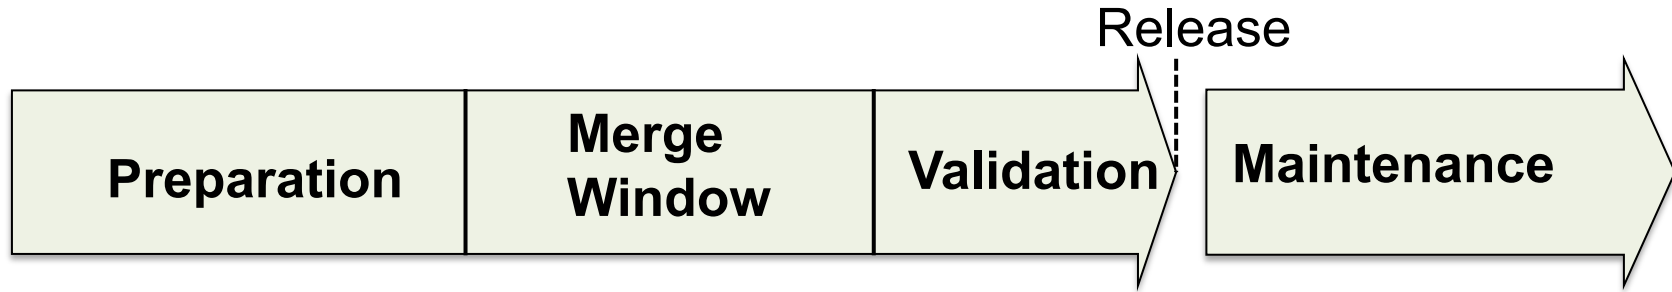 Release
Preparation
Merge
Window
Validation
Maintenance